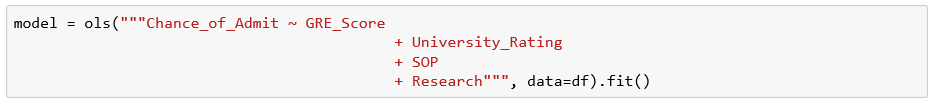 model = ols("""Chance_of_Admit ~ GRE_Score
+ University_Rating
+ SOP
+ Research""", data=df).fit()